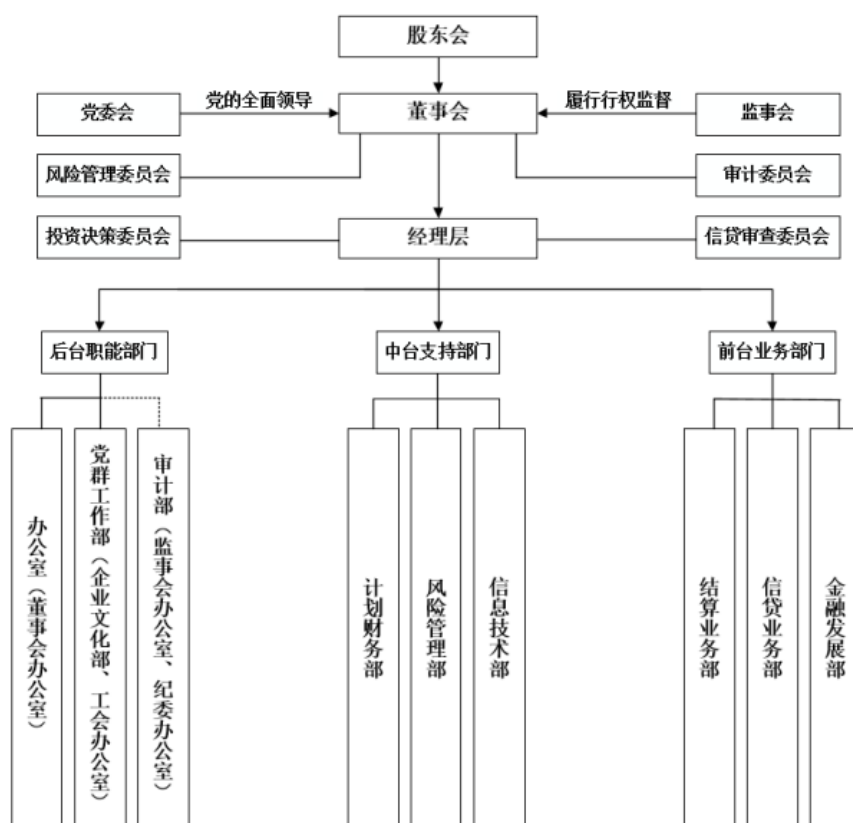 股东会
党委会
党的全面领导
董事会
履行行权监督
监事会
风险管理委员会
审计委员会
投资决策委员会
经理层
信贷审查委员会
后台职能部门
中台支持部门
前台业务部门
办公室（董事会办公室）
党群工作部（企业文化部、工会办公室）
审计部（监事会办公室、纪委办公室）
计划财务部
风险管理部
信息技术部
结算业务部
信贷业务部
金融发展部